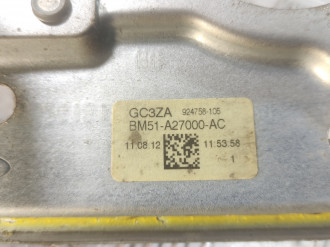 GC3ZA 924758-105
BM51-A27000-AC
11.08.12 11:53:58
1